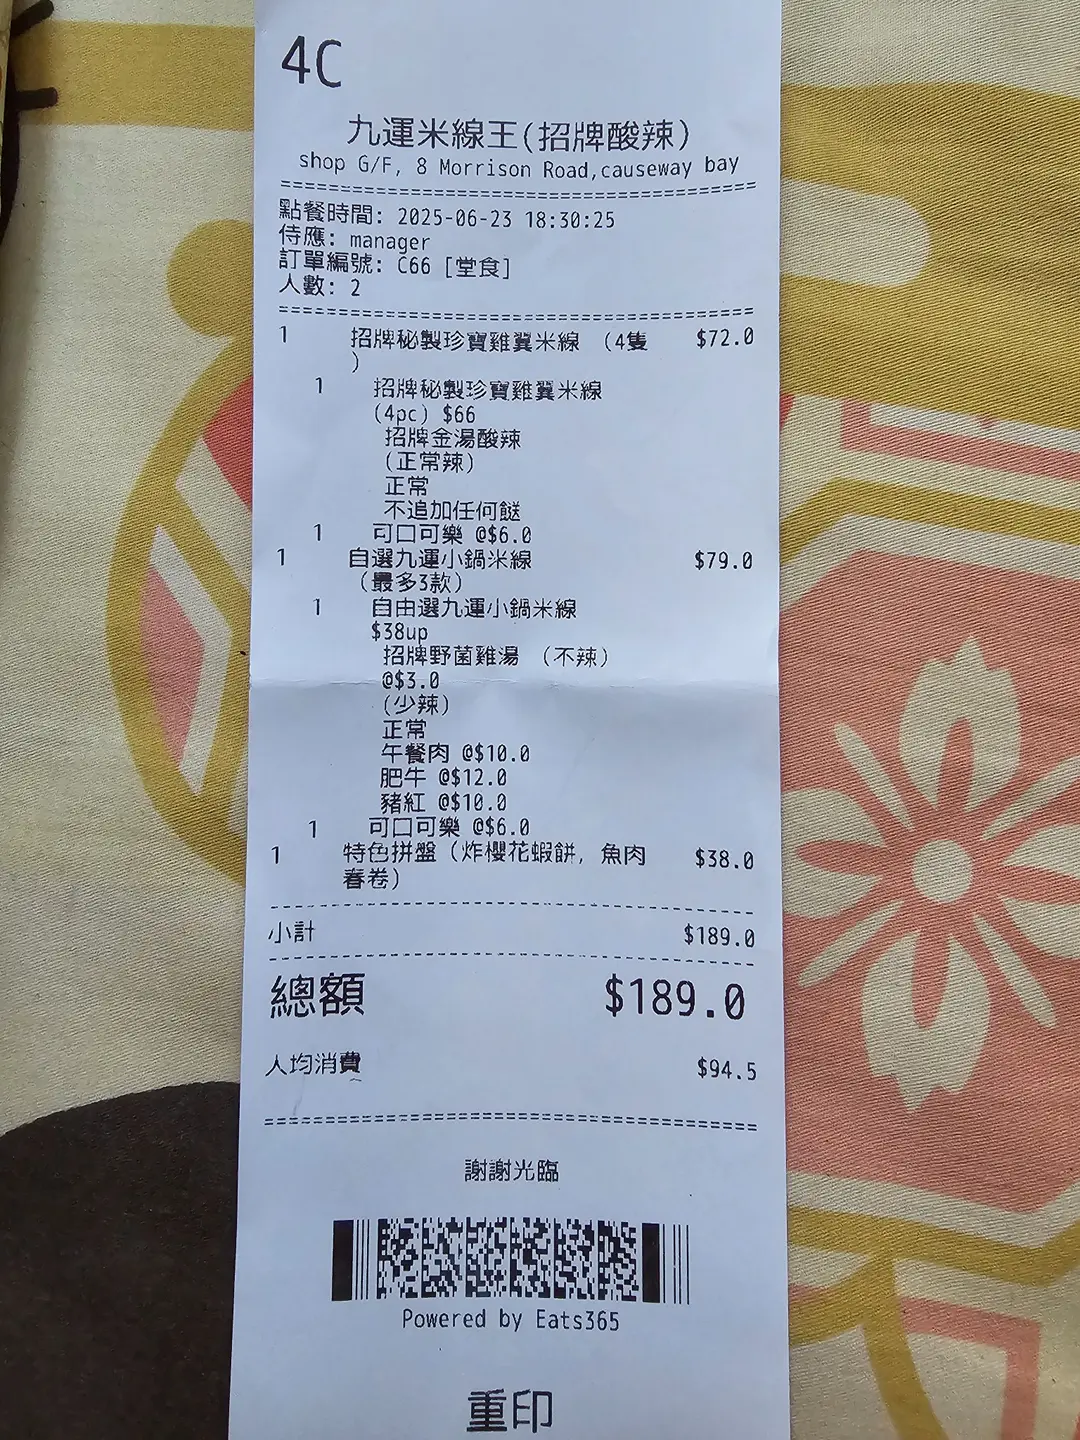 4C
九運米線王(招牌酸辣)
shop G/F, 8 Morrison Road,causeway bay
點餐時間: 2025-06-23 18:30:25
侍應: manager
訂單編號: C66 [堂食]
人數: 2
1 招牌秘製珍寶雞翼米線 (4隻 $72.0
)
1 招牌秘製珍寶雞翼米線
(4pc) $66
招牌金湯酸辣
(正常辣)
正常
不追加任何餸
1 可口可樂 @$6.0
1 自選九運小鍋米線 $79.0
(最多3款)
1 自由選九運小鍋米線
$38up
招牌野菌雞湯 (不辣)
@$3.0
(少辣)
正常
午餐肉 @$10.0
肥牛 @$12.0
豬紅 @$10.0
1 可口可樂 @$6.0
1 特色拼盤(炸櫻花蝦餅, 魚肉 $38.0
春卷)
小計 $189.0
總額 $189.0
人均消費 $94.5
謝謝光臨
Powered by Eats365
重印